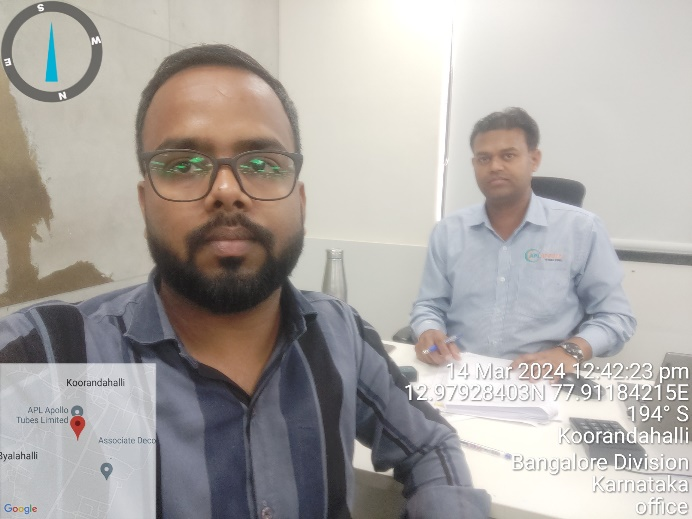 S
W
E
N
Koorandahalli
APL Apollo
Tubes Limited
Associate Deco
Byalahalli
Google
14 Mar 2024 12:42:23 pm
12.97928403N 77.91184215E
194° S
Koorandahalli
Bangalore Division
Karnataka
office